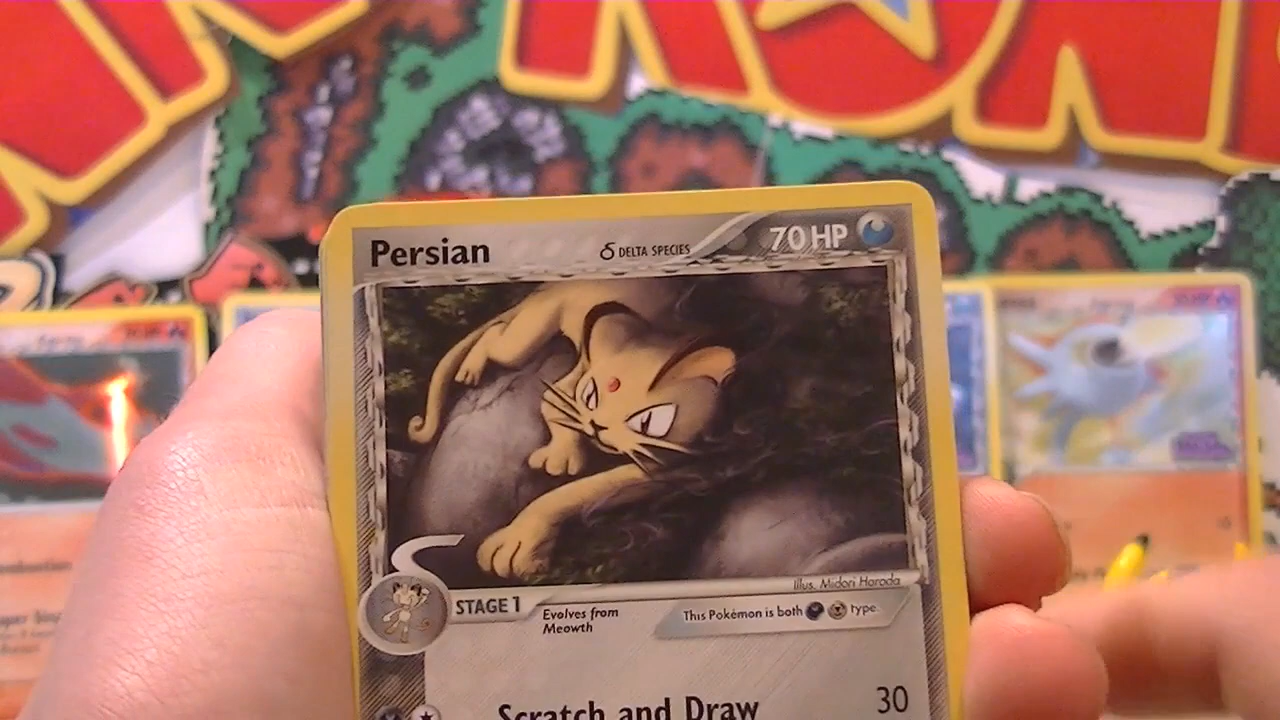 Persian
δ DELTA SPECIES
70 HP
Illus. Midori Harada
STAGE 1
Evolves from
Meowth
This Pokémon is both type.
Scratch and Draw
30